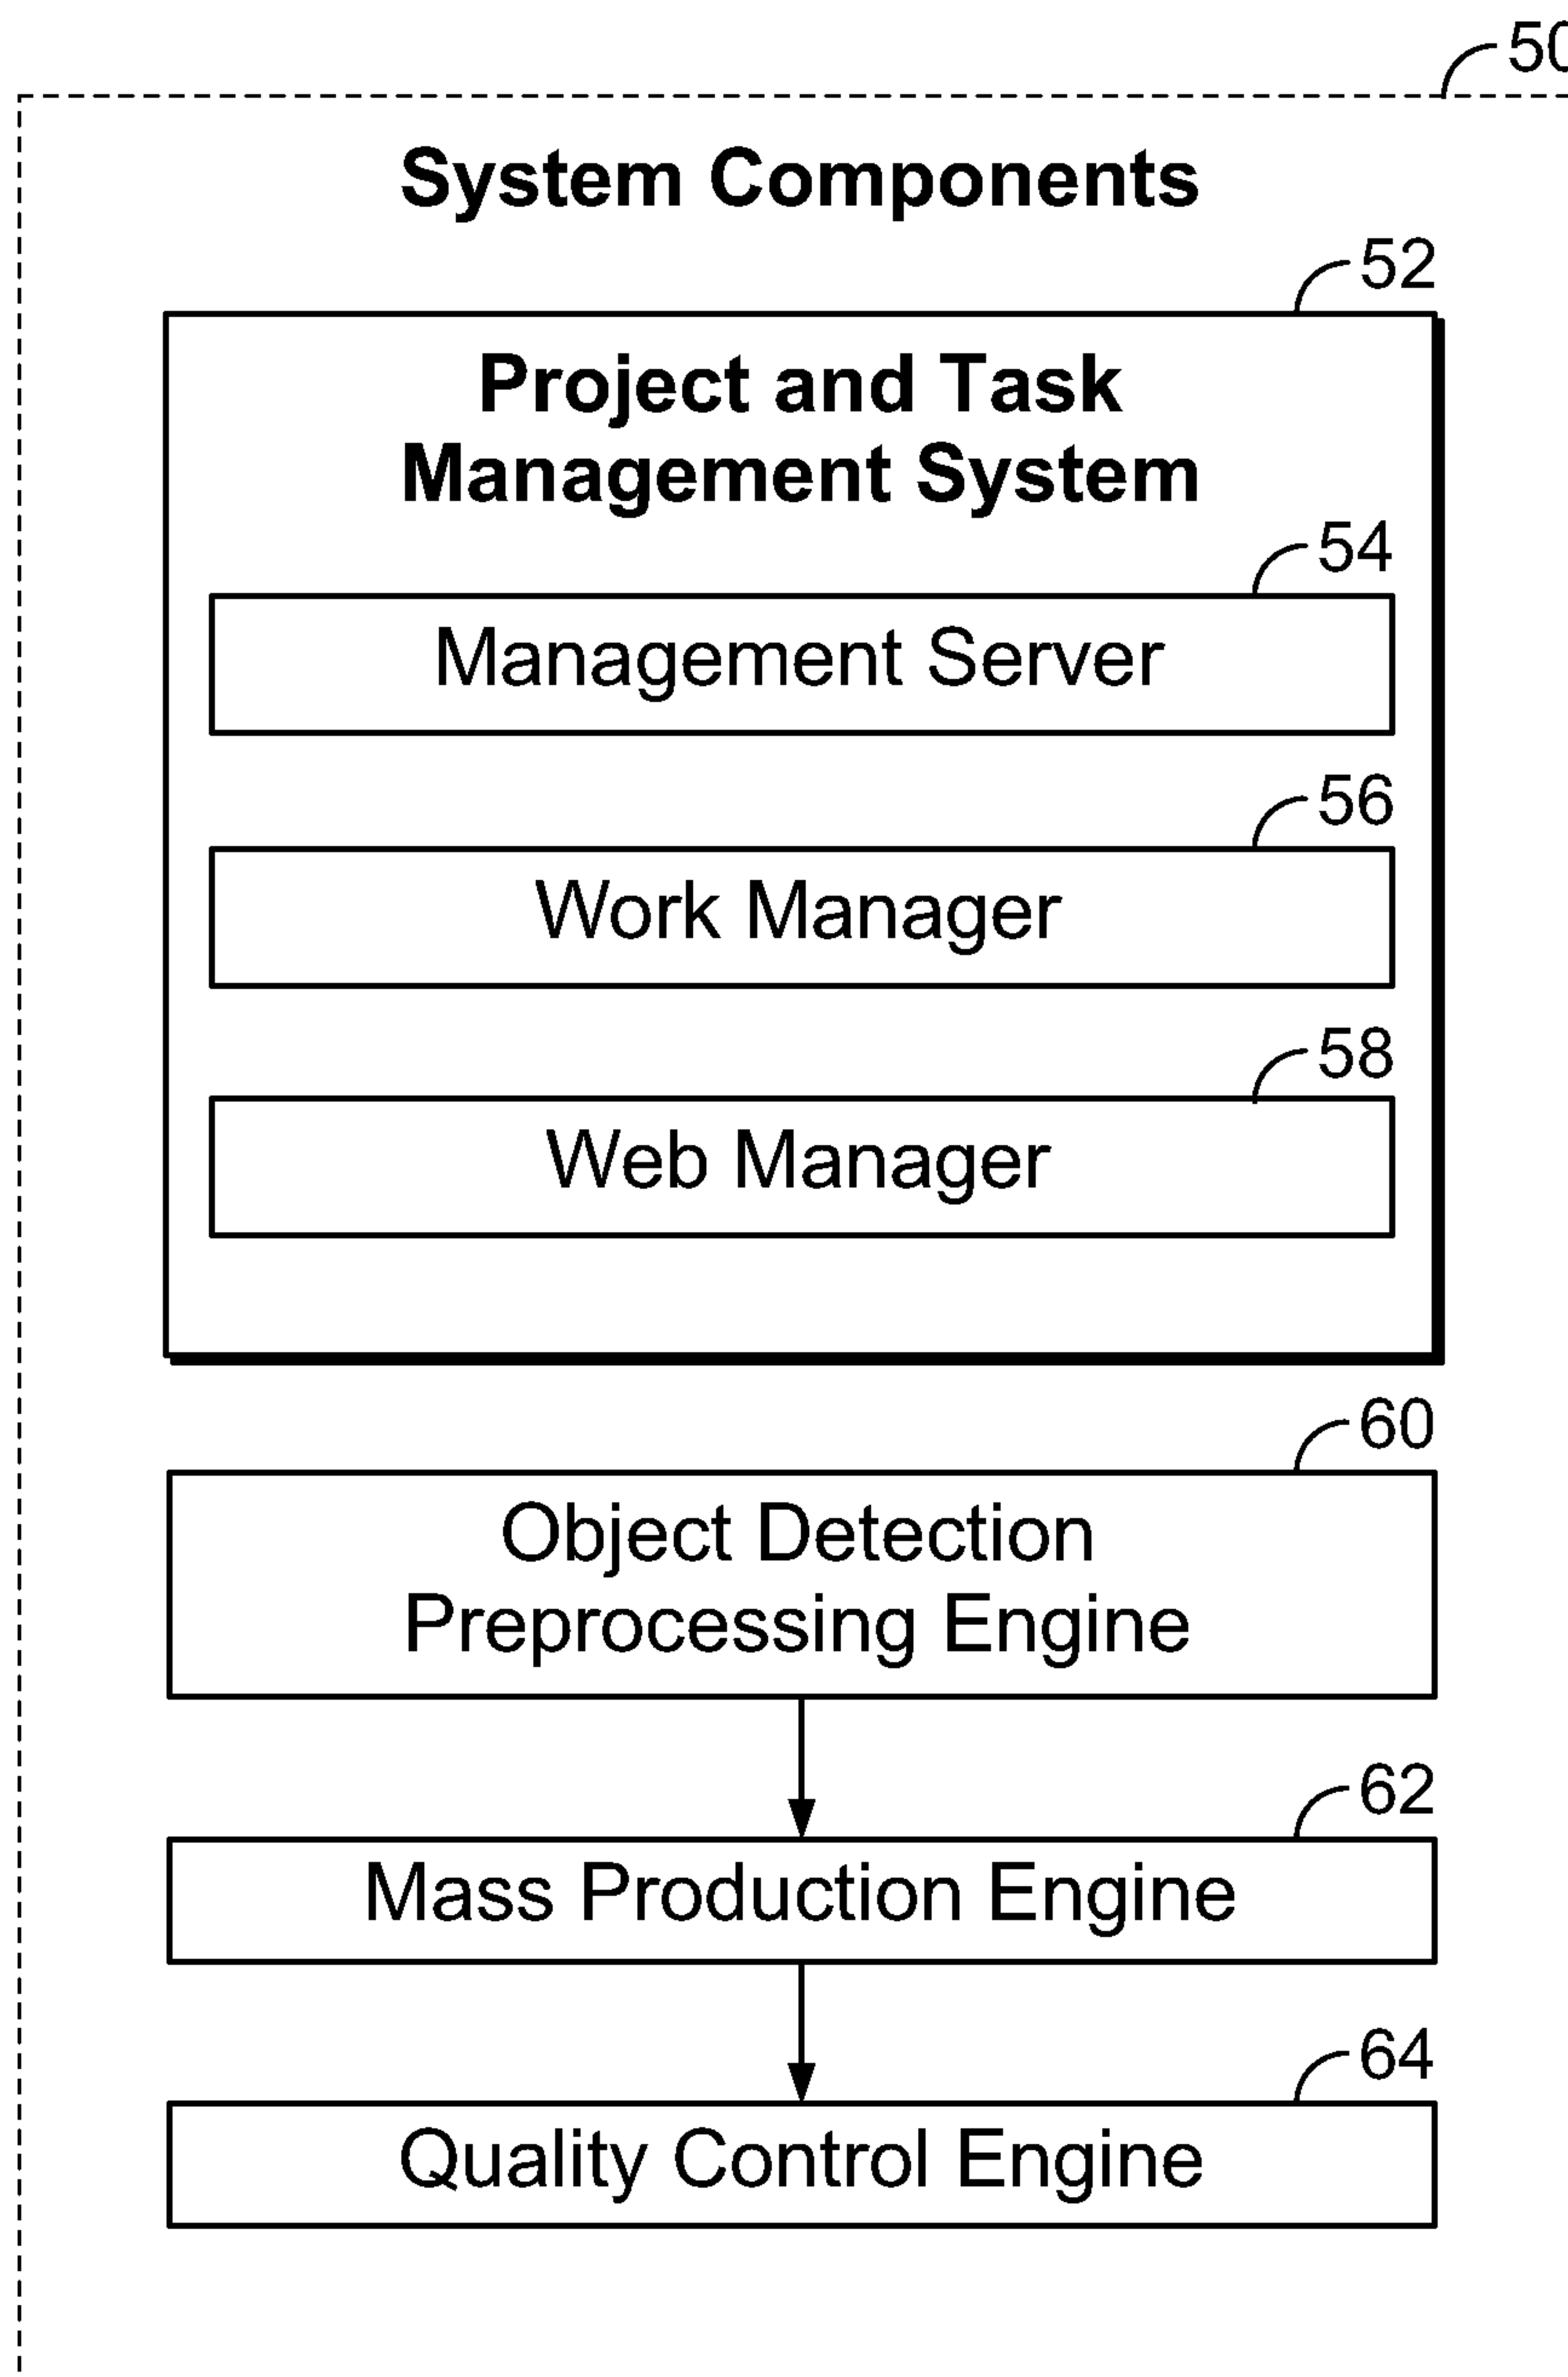 50
System Components
52
Project and Task
Management System
54
Management Server
56
Work Manager
58
Web Manager
60
Object Detection
Preprocessing Engine
62
Mass Production Engine
64
Quality Control Engine